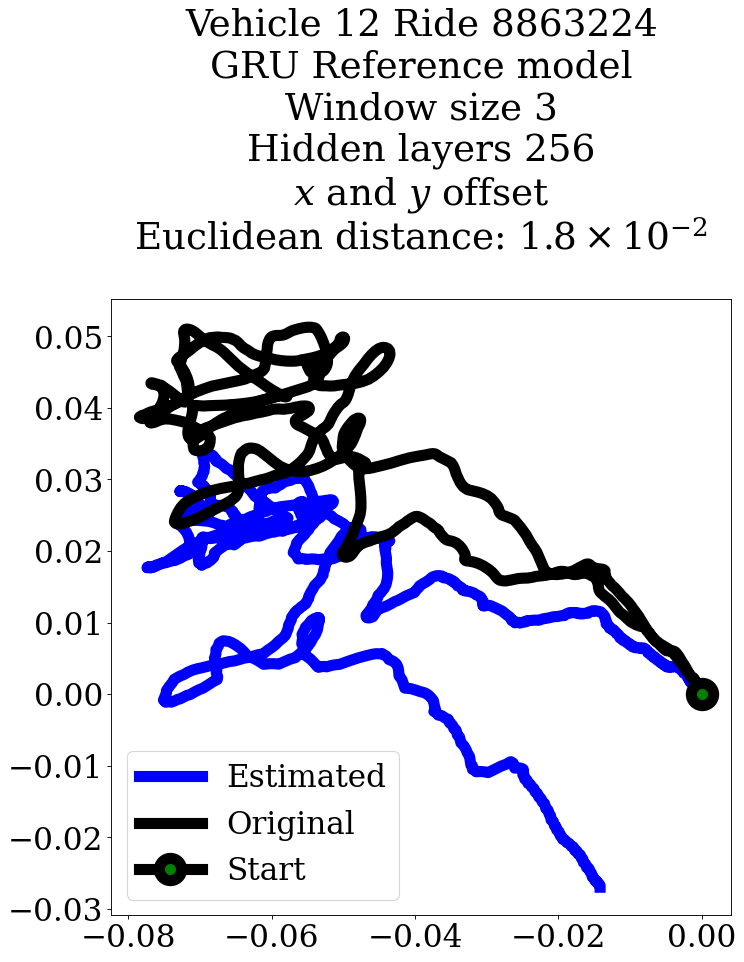 Vehicle 12 Ride 8863224
GRU Reference model
Window size 3
Hidden layers 256
x and y offset
Euclidean distance: 1.8 × 10⁻²
0.05
0.04
0.03
0.02
0.01
0.00
−0.01
−0.02
−0.03
Estimated
Original
Start
−0.08 −0.06 −0.04 −0.02 0.00